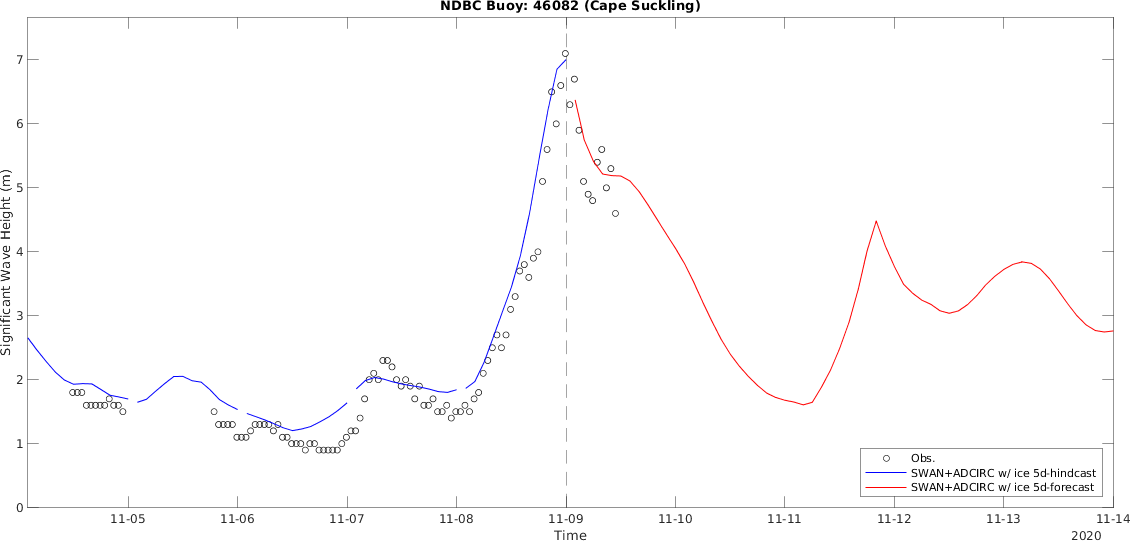 NDBC Buoy: 46082 (Cape Suckling)
Significant Wave Height (m)
7
6
5
4
3
2
1
0
Obs.
SWAN+ADCIRC w/ ice 5d-hindcast
SWAN+ADCIRC w/ ice 5d-forecast
11-05 11-06 11-07 11-08 11-09 11-10 11-11 11-12 11-13 11-14
Time
2020